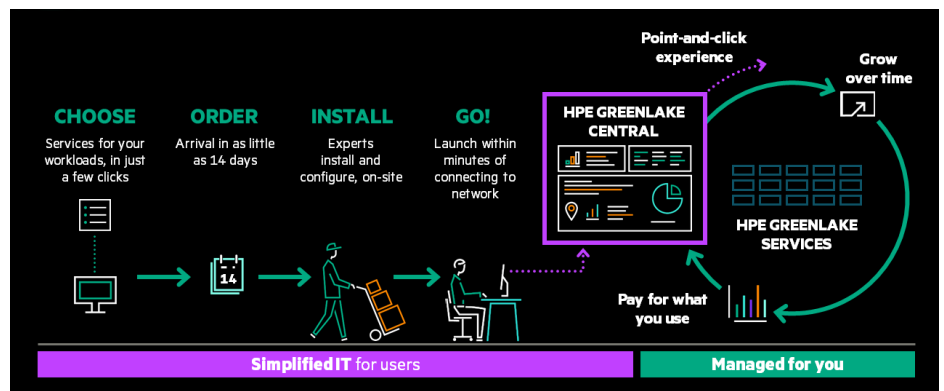 CHOOSE
Services for your
workloads, in just
a few clicks
ORDER
Arrival in as little
as 14 days
14
INSTALL
Experts
install and
configure, on-site
GO!
Launch within
minutes of
connecting to
network
HPE GREENLAKE
CENTRAL
Point-and-click
experience
Grow
over time
HPE GREENLAKE
SERVICES
Pay for what
you use
Simplified IT for users
Managed for you